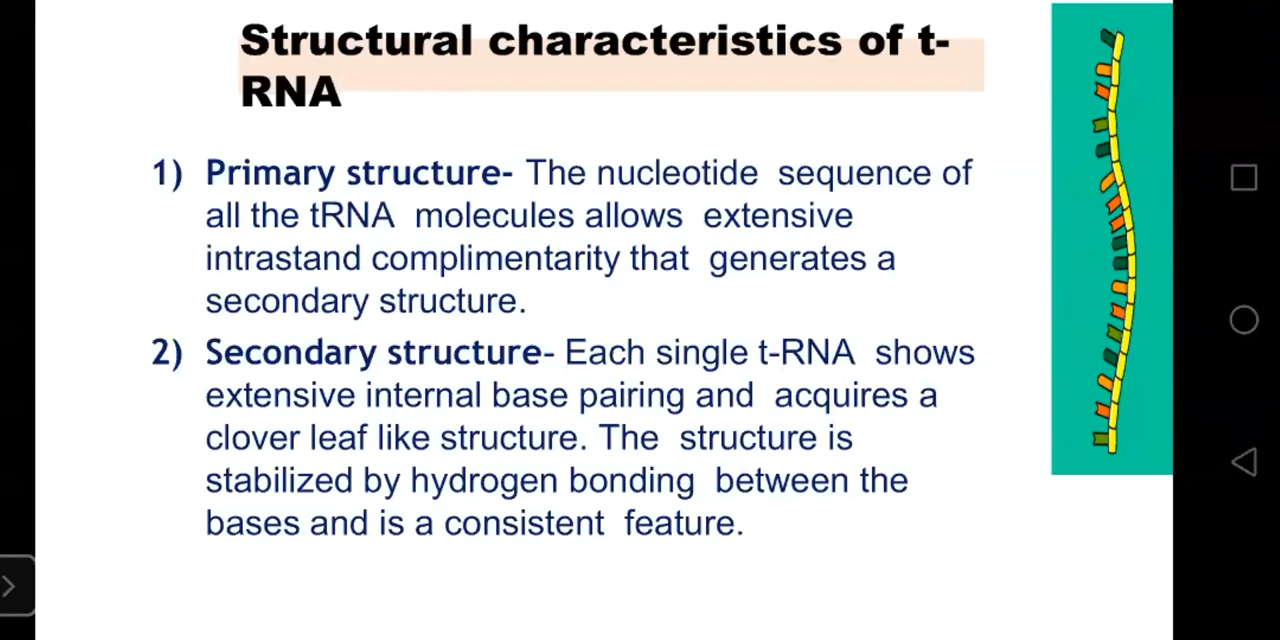 Structural characteristics of t-
RNA
1) Primary structure- The nucleotide sequence of
all the tRNA molecules allows extensive
intrastand complimentarity that generates a
secondary structure.
2) Secondary structure- Each single t-RNA shows
extensive internal base pairing and acquires a
clover leaf like structure. The structure is
stabilized by hydrogen bonding between the
bases and is a consistent feature.